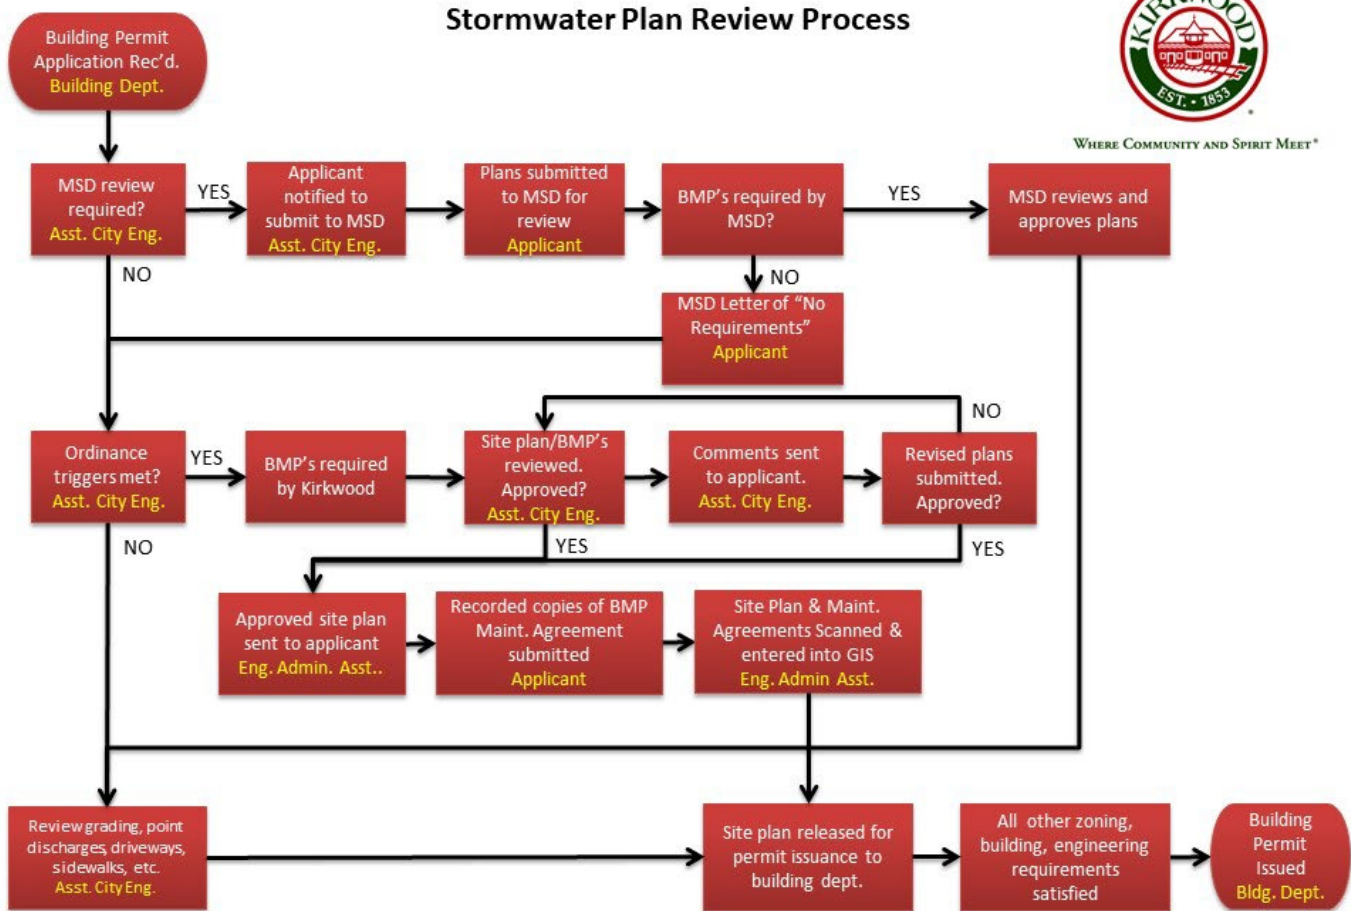 Stormwater Plan Review Process
KIRKWOOD
EST. • 1853
WHERE COMMUNITY AND SPIRIT MEET®
Building Permit
Application Rec'd.
Building Dept.
MSD review
required?
Asst. City Eng.
YES
Applicant
notified to
submit to MSD
Asst. City Eng.
Plans submitted
to MSD for
review
Applicant
BMP's required by
MSD?
YES
MSD reviews and
approves plans
NO
NO
MSD Letter of “No
Requirements”
Applicant
Ordinance
triggers met?
Asst. City Eng.
YES
BMP's required
by Kirkwood
Site plan/BMP's
reviewed.
Approved?
Asst. City Eng.
Comments sent
to applicant.
Asst. City Eng.
NO
Revised plans
submitted.
Approved?
NO
YES
YES
Approved site plan
sent to applicant
Eng. Admin. Asst..
Recorded copies of BMP
Maint. Agreement
submitted
Applicant
Site Plan & Maint.
Agreements Scanned &
entered into GIS
Eng. Admin Asst.
Review grading, point
discharges, driveways,
sidewalks, etc.
Asst. City Eng.
Site plan released for
permit issuance to
building dept.
All other zoning,
building, engineering
requirements
satisfied
Building
Permit
Issued
Bldg. Dept.